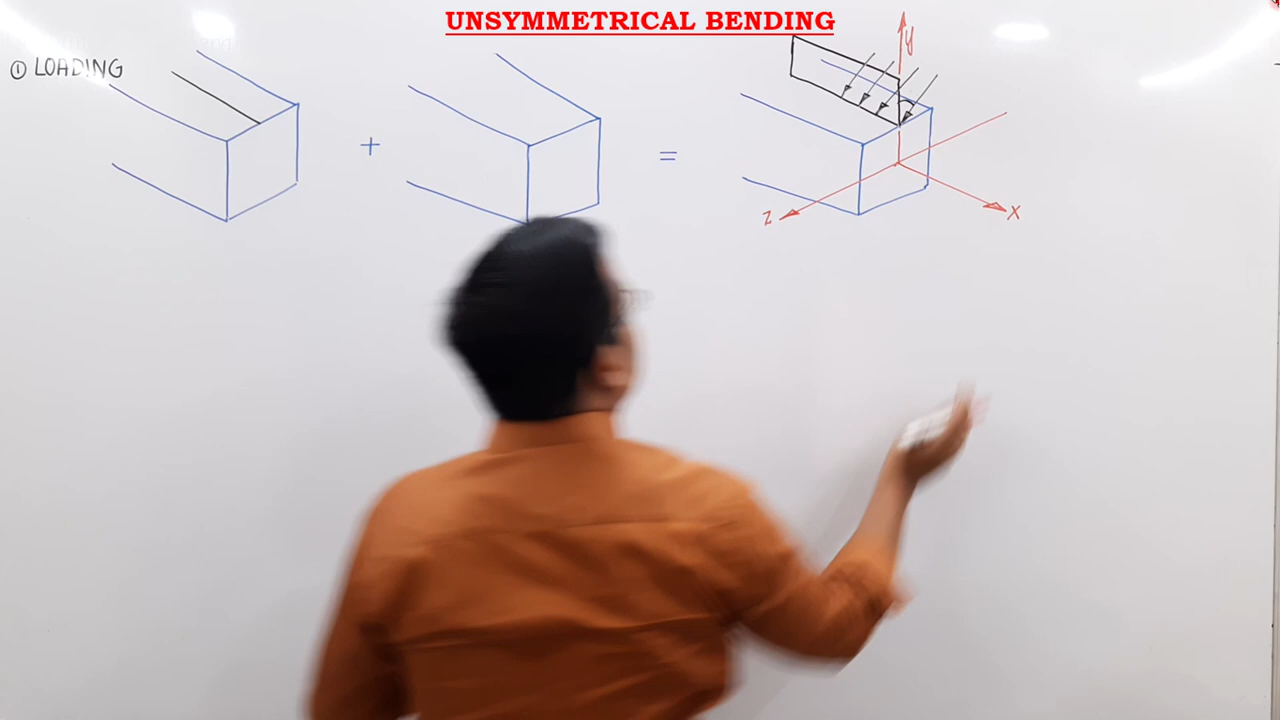 UNSYMMETRICAL BENDING
① LOADING
+
=
y
z
x